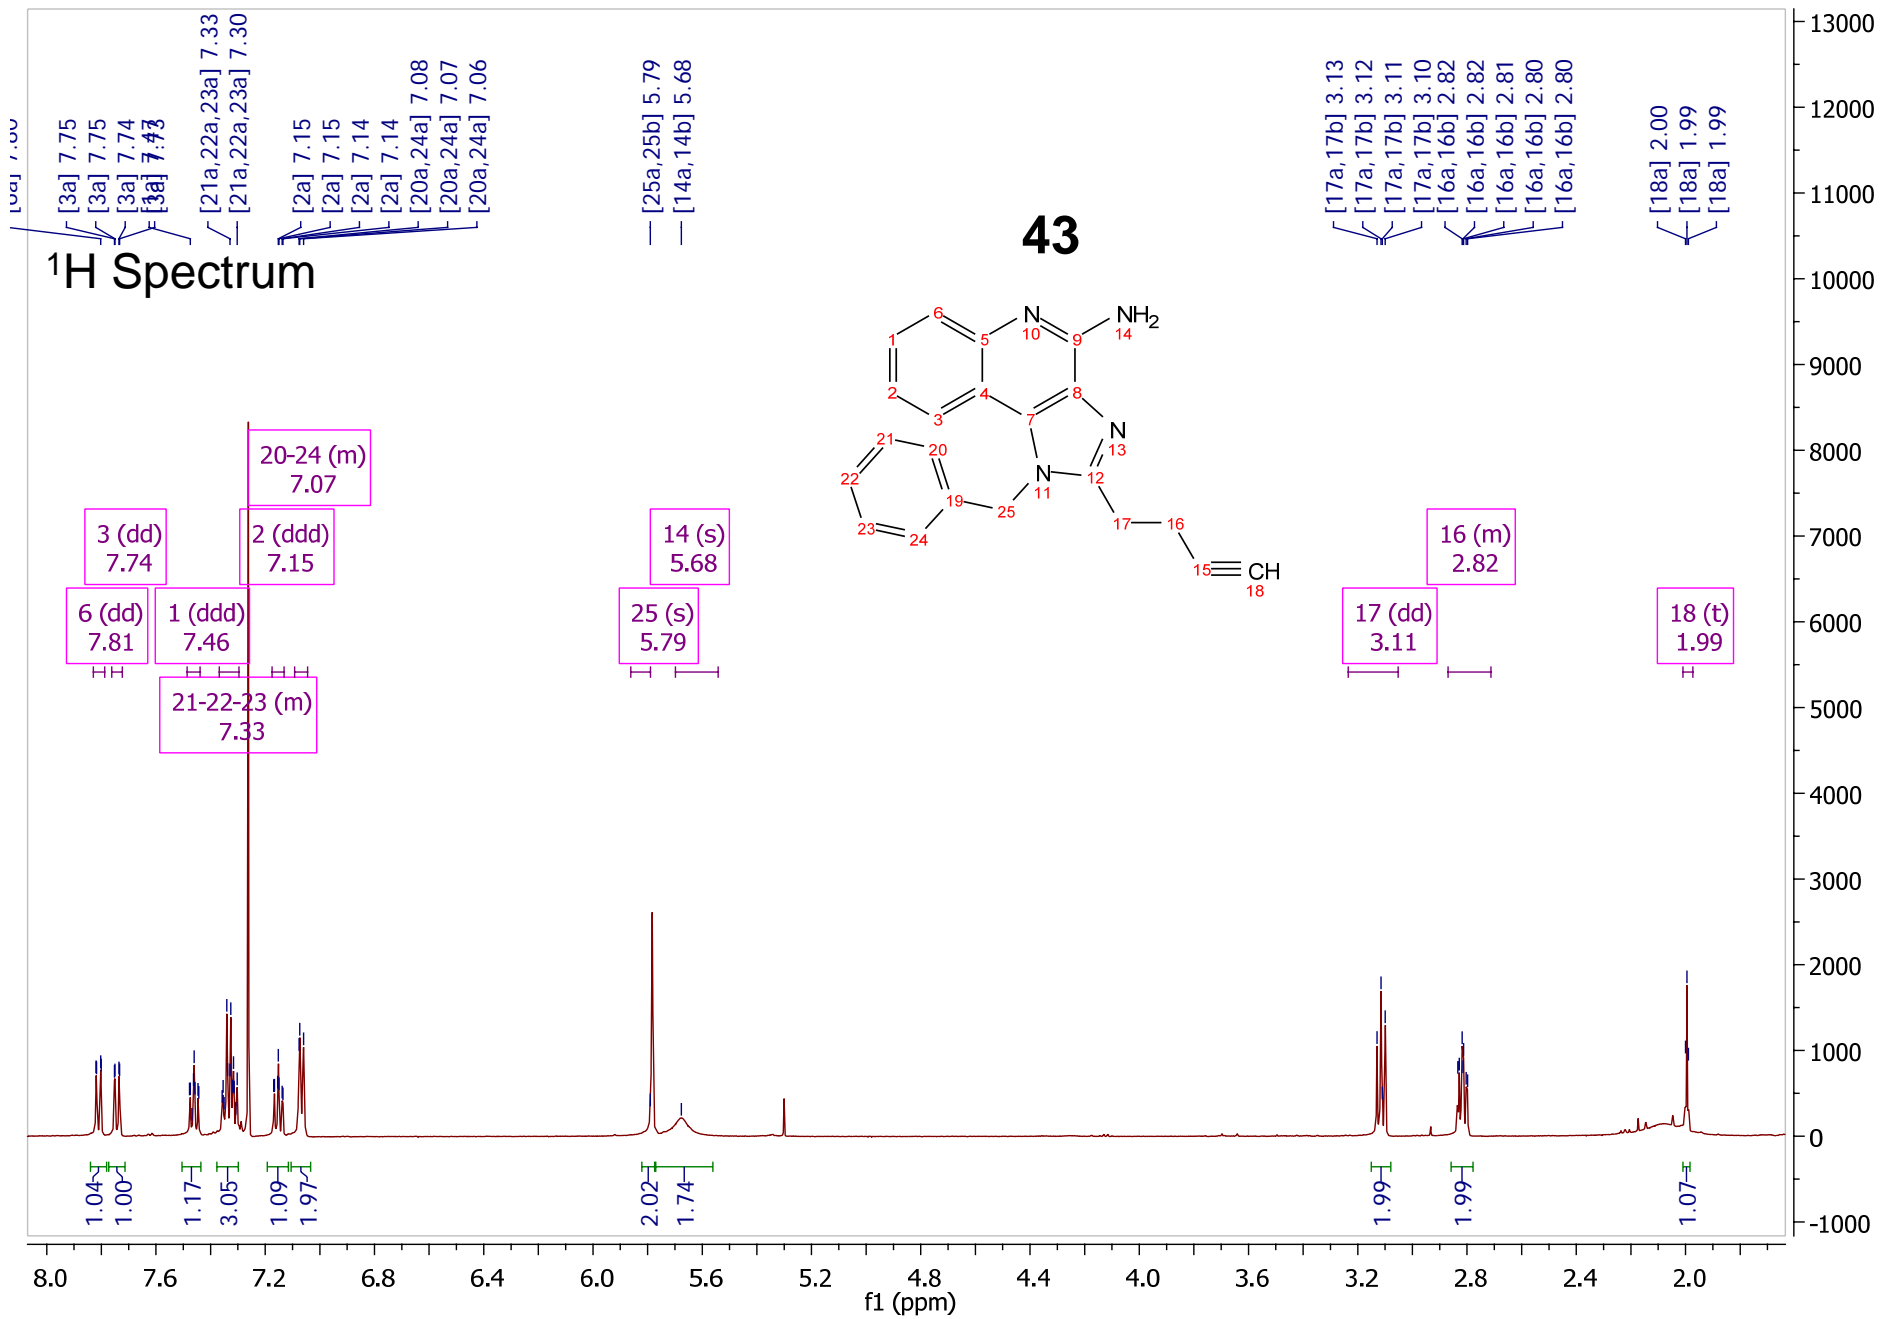 [3a] 7.75
[3a] 7.75
[3a] 7.74
[21a,22a,23a] 7.33
[21a,22a,23a] 7.30
[2a] 7.15
[2a] 7.15
[2a] 7.14
[2a] 7.14
[20a,24a] 7.08
[20a,24a] 7.07
[20a,24a] 7.06
[25a,25b] 5.79
[14a,14b] 5.68
[17a,17b] 3.13
[17a,17b] 3.12
[17a,17b] 3.11
[17a,17b] 3.10
[16a,16b] 2.82
[16a,16b] 2.82
[16a,16b] 2.81
[16a,16b] 2.80
[16a,16b] 2.80
[18a] 2.00
[18a] 1.99
[18a] 1.99
¹H Spectrum
43
6
1
2
3
4
5
N
10
9
NH₂
14
8
7
N
13
N
11
12
21
20
22
19
23
24
25
17
16
15
CH
18
20-24 (m)
7.07
3 (dd)
7.74
2 (ddd)
7.15
14 (s)
5.68
16 (m)
2.82
6 (dd)
7.81
1 (ddd)
7.46
25 (s)
5.79
17 (dd)
3.11
18 (t)
1.99
21-22-23 (m)
7.33
13000
12000
11000
10000
9000
8000
7000
6000
5000
4000
3000
2000
1000
0
-1000
1.04
1.00
1.17
3.05
1.09
1.97
2.02
1.74
1.99
1.99
1.07
8.0 7.6 7.2 6.8 6.4 6.0 5.6 5.2 4.8 4.4 4.0 3.6 3.2 2.8 2.4 2.0
f1 (ppm)